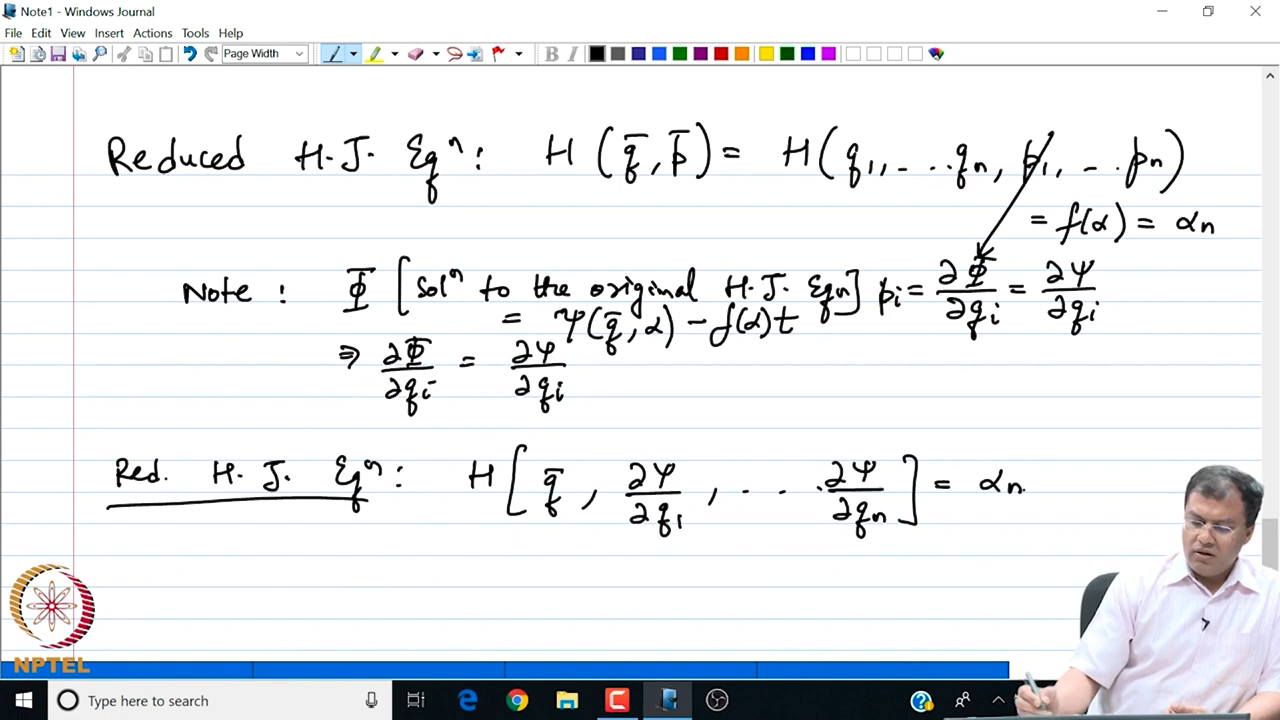 Note1 - Windows Journal
File Edit View Insert Actions Tools Help
Page Width
B I
Reduced H.J. Eqⁿ : H(q̄, p̄) = H(q₁, - .. qₙ, p₁, - .. pₙ)
= f(α) = αₙ
Note : Φ [Solⁿ to the original H.J. Eqn] pᵢ = ∂Φ/∂qᵢ = ∂Ψ/∂qᵢ
= Ψ(q̄, α) - f(α)t
⇒ ∂Φ/∂qᵢ = ∂Ψ/∂qᵢ
Red. H. J. Eqⁿ : H[q̄, ∂Ψ/∂q₁, .. .. ∂Ψ/∂qₙ] = αₙ
NPTEL
Type here to search